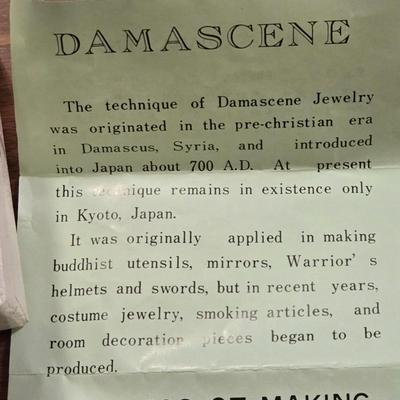 DAMASCENE
The technique of Damascene Jewelry
was originated in the pre-christian era
in Damascus, Syria, and introduced
into Japan about 700 A.D. At present
this technique remains in existence only
in Kyoto, Japan.
It was originally applied in making
buddhist utensils, mirrors, Warrior's
helmets and swords, but in recent years,
costume jewelry, smoking articles, and
room decoration pieces began to be
produced.
OF MAKING